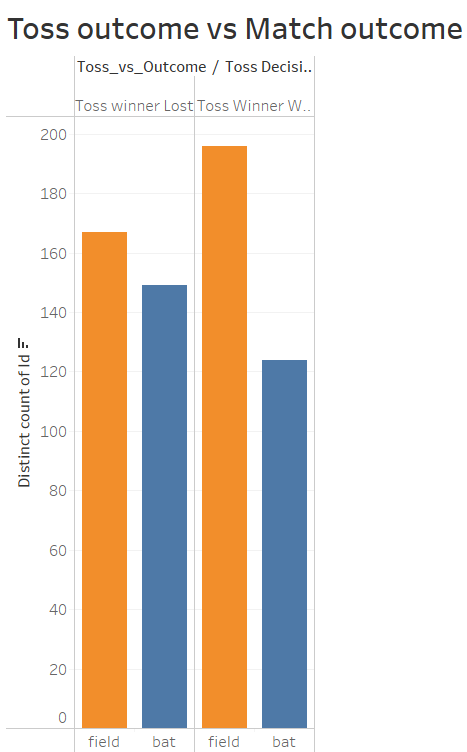 Toss outcome vs Match outcome
Toss_vs_Outcome / Toss Decisi..
Toss winner Lost Toss Winner W..
200
180
160
140
120
100
80
60
40
20
0
Distinct count of Id
field bat field bat